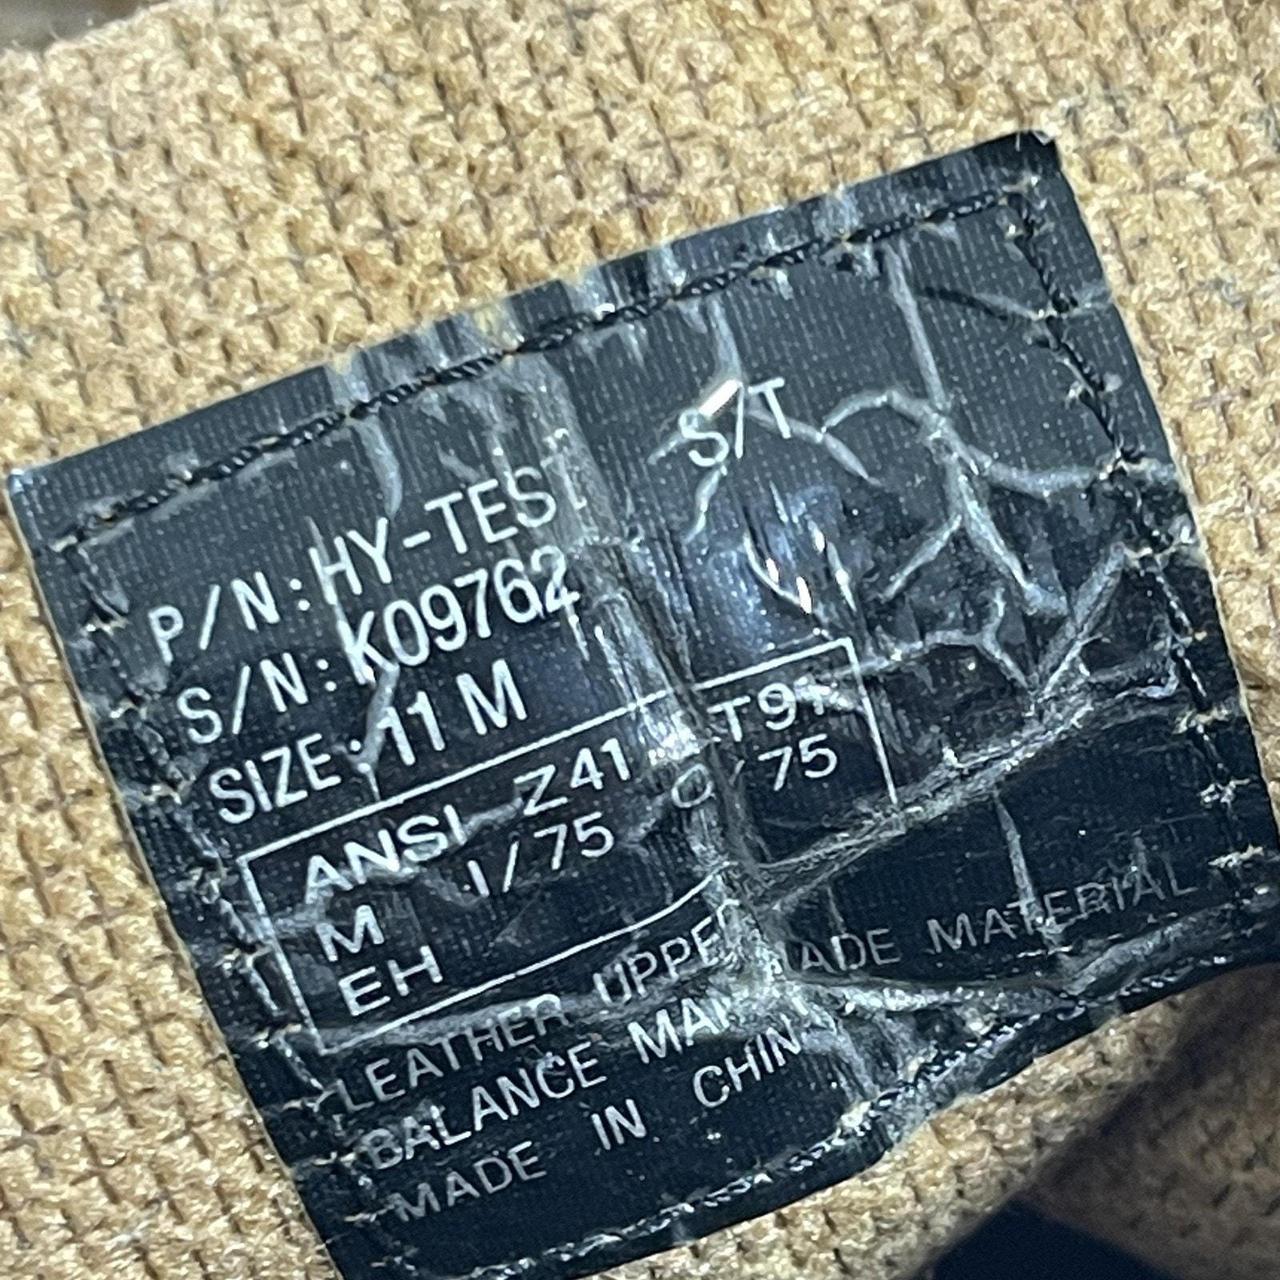 S/T
P/N: HY-TEST
S/N: K09762
SIZE: 11 M
ANSI Z41 PT91
M I/75 C/75
EH
LEATHER UPPER
BALANCE MAN MADE MATERIAL
MADE IN CHINA